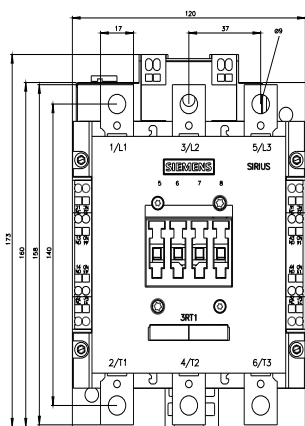 120
17
37
ø9
1/L1
3/L2
5/L3
SIEMENS
SIRIUS
5 6 7 8
173
160
158
140
3RT1
2/T1
4/T2
6/T3